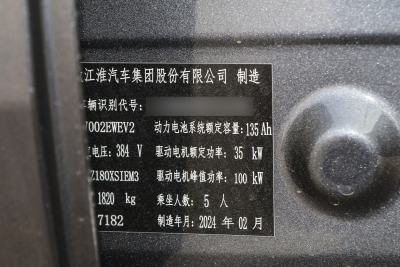 江淮汽车集团股份有限公司 制造
车辆识别代号:
7002EWEV2 动力电池系统额定容量:135Ah
电压: 384 V 驱动电机额定功率: 35 kW
Z180XSIEM3 驱动电机峰值功率: 100 kW
1820 kg 乘坐人数: 5 人
7182 制造年月: 2024 年 02 月